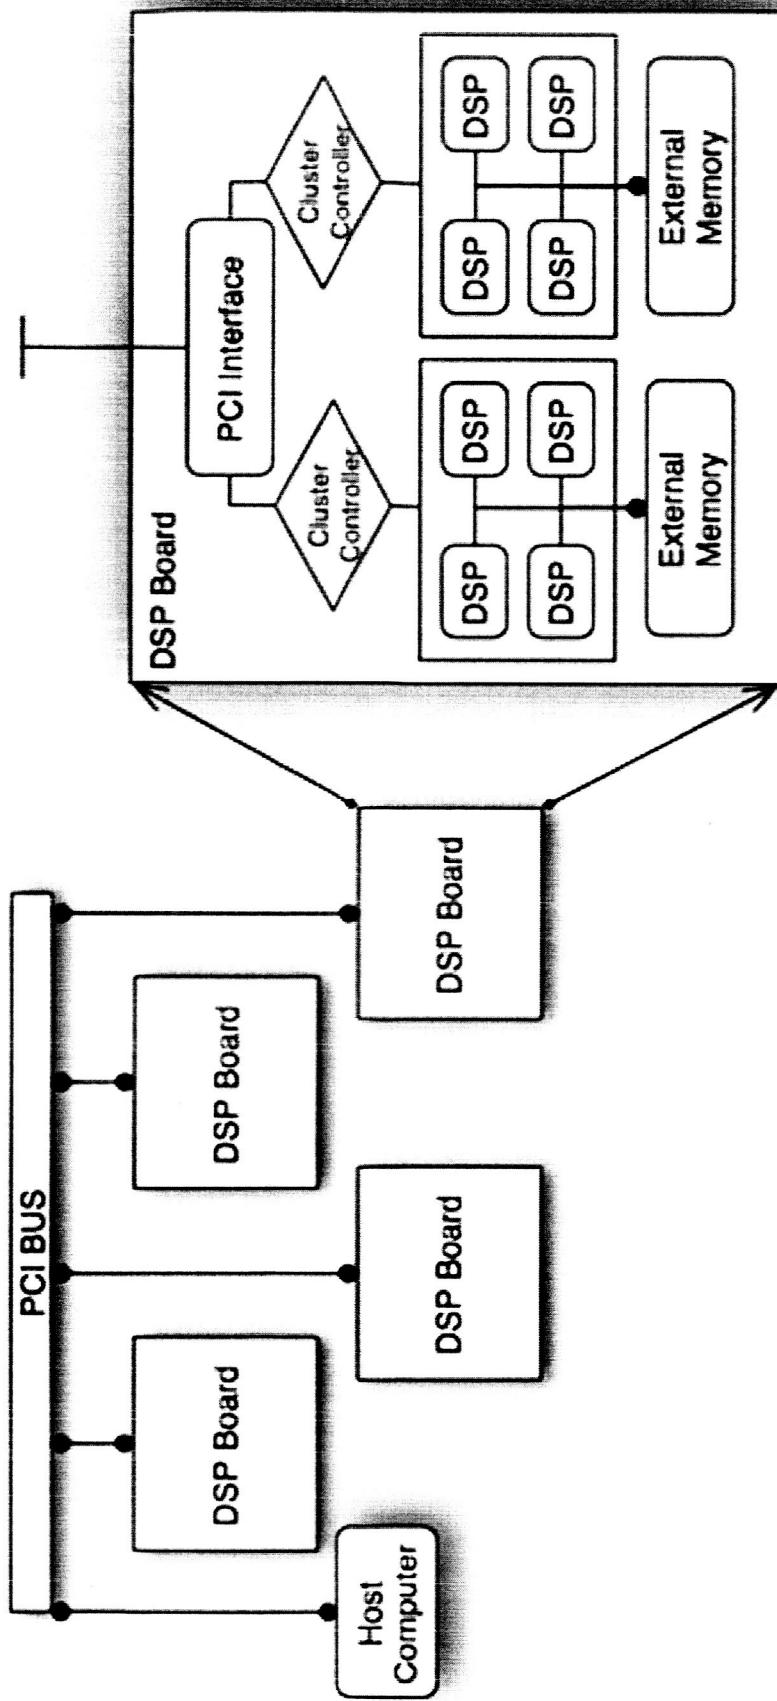 PCI BUS
Host
Computer
DSP Board
DSP Board
DSP Board
DSP Board
DSP Board
PCI Interface
Cluster
Controller
Cluster
Controller
DSP
DSP
DSP
DSP
DSP
DSP
DSP
DSP
External
Memory
External
Memory